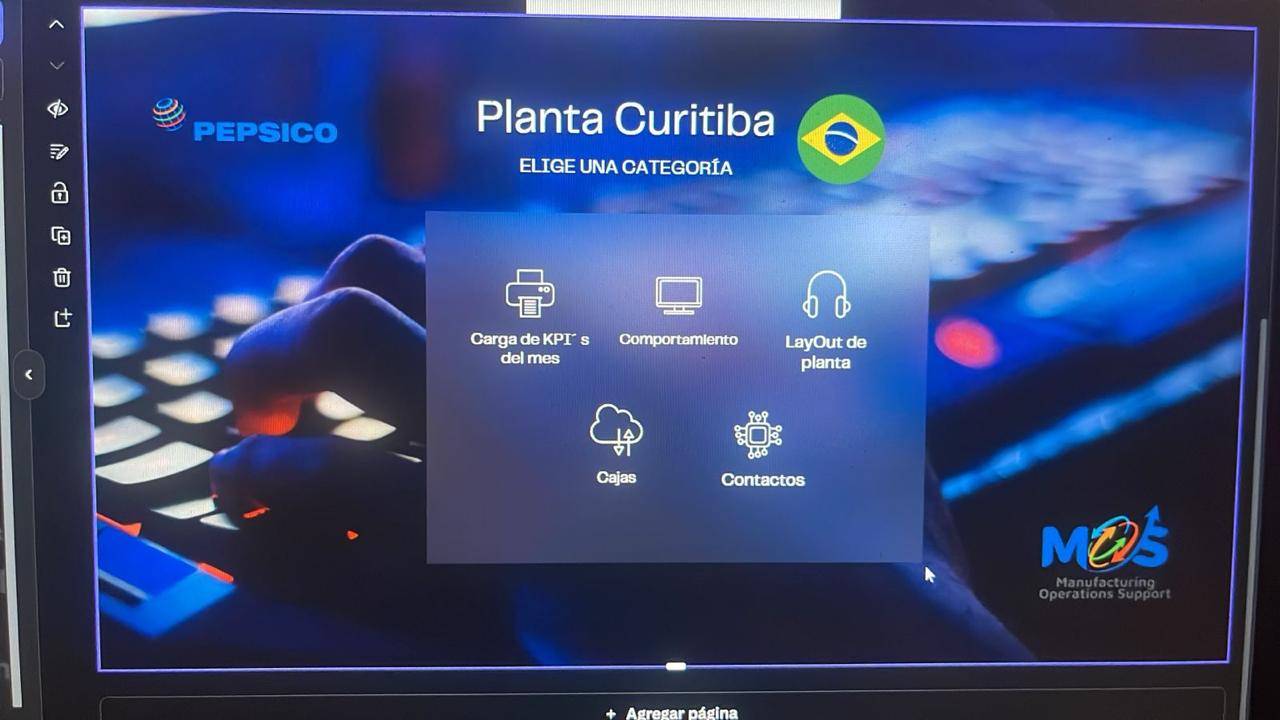 PEPSICO
Planta Curitiba
ELIGE UNA CATEGORÍA
Carga de KPI´s
del mes
Comportamiento
LayOut de
planta
Cajas
Contactos
MOS
Manufacturing
Operations Support
+ Agregar página